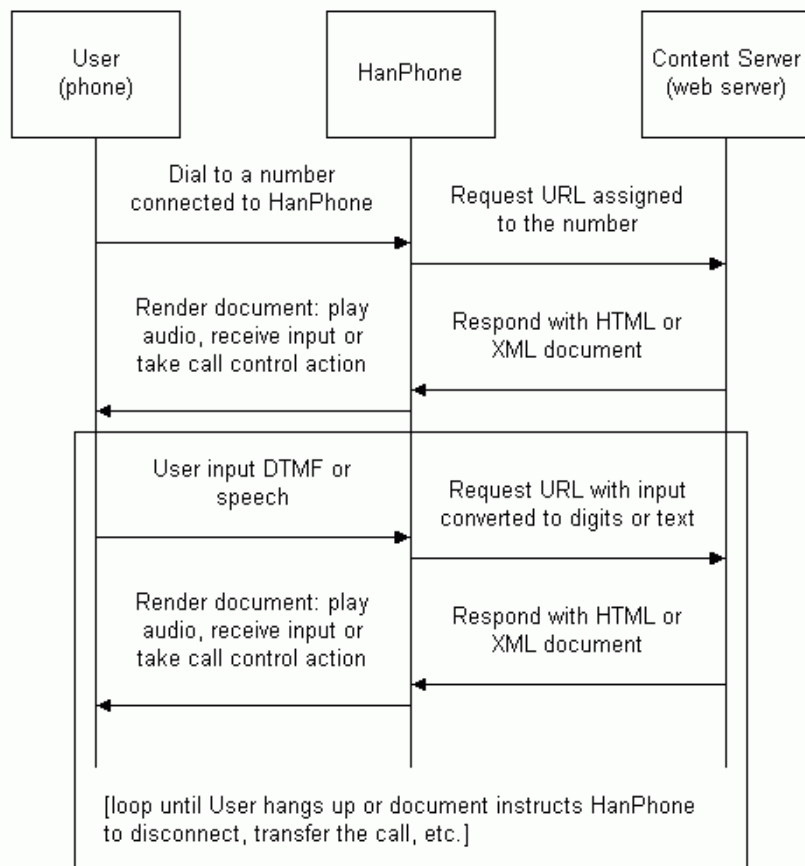 User
(phone)
HanPhone
Content Server
(web server)
Dial to a number
connected to HanPhone
Request URL assigned
to the number
Render document: play
audio, receive input or
take call control action
Respond with HTML or
XML document
User input DTMF or
speech
Request URL with input
converted to digits or text
Render document: play
audio, receive input or
take call control action
Respond with HTML or
XML document
[loop until User hangs up or document instructs HanPhone
to disconnect, transfer the call, etc.]